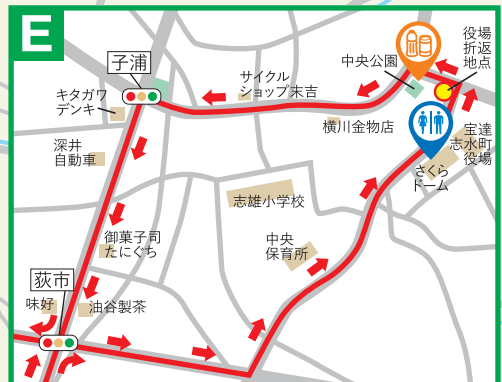 E
子浦
キタガワ
デンキ
深井
自動車
サイクル
ショップ末吉
中央公園
役場
折返
地点
横川金物店
宝達
志水町
役場
さくら
ドーム
志雄小学校
中央
保育所
御菓子司
たにぐち
荻市
味好
油谷製茶